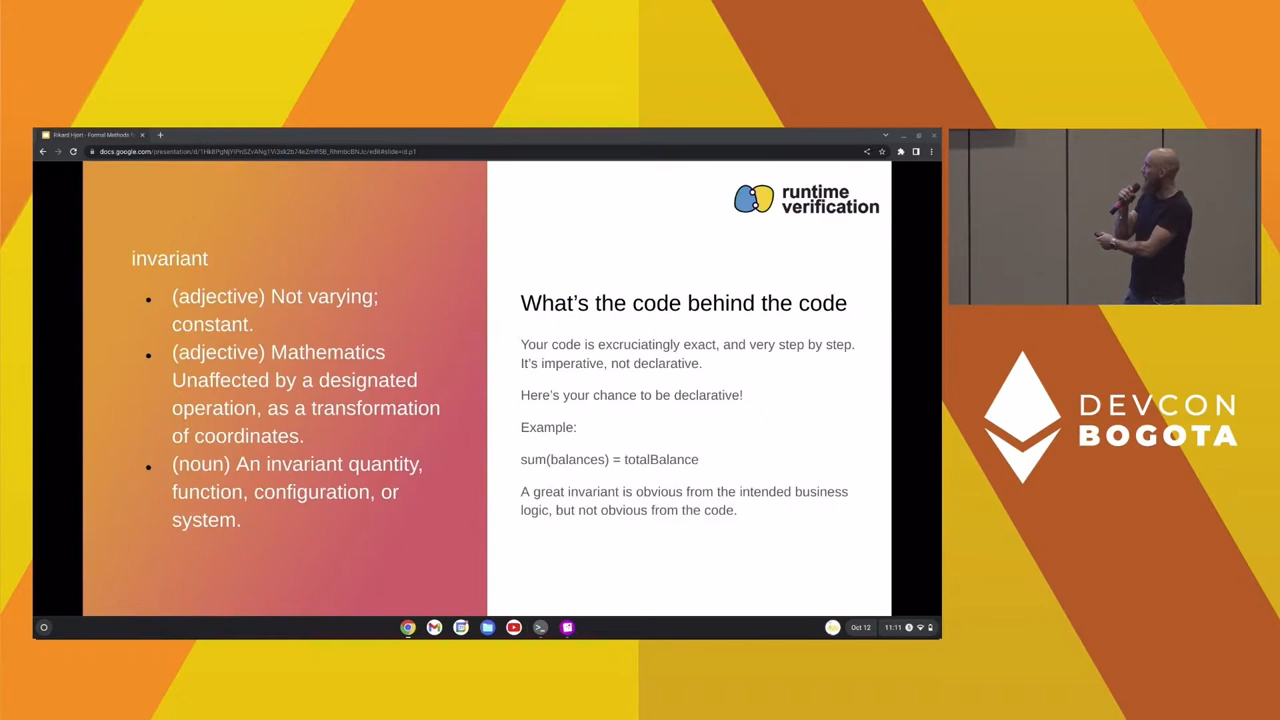 Rikard Hjort - Formal Methods f
invariant
• (adjective) Not varying;
constant.
• (adjective) Mathematics
Unaffected by a designated
operation, as a transformation
of coordinates.
• (noun) An invariant quantity,
function, configuration, or
system.
runtime
verification
What's the code behind the code
Your code is excruciatingly exact, and very step by step.
It's imperative, not declarative.
Here's your chance to be declarative!
Example:
sum(balances) = totalBalance
A great invariant is obvious from the intended business
logic, but not obvious from the code.
Oct 12
11:11
DEVCON
BOGOTA